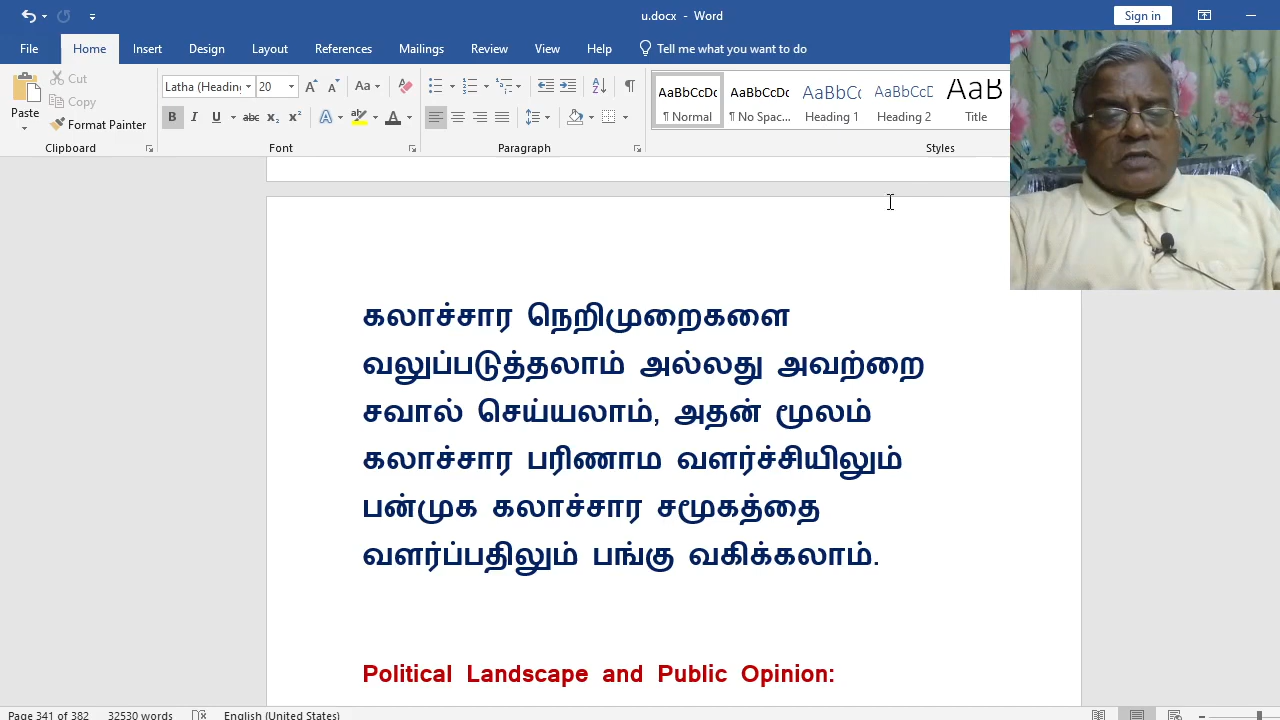 u.docx - Word
Sign in
File Home Insert Design Layout References Mailings Review View Help Tell me what you want to do
Cut
Copy
Paste
Format Painter
Latha (Heading 20
AaBbCcDc AaBbCcDc AaBbCc AaBbCcD AaB
¶ Normal ¶ No Spac... Heading 1 Heading 2 Title
Clipboard Font Paragraph Styles
கலாச்சார நெறிமுறைகளை
வலுப்படுத்தலாம் அல்லது அவற்றை
சவால் செய்யலாம், அதன் மூலம்
கலாச்சார பரிணாம வளர்ச்சியிலும்
பன்முக கலாச்சார சமூகத்தை
வளர்ப்பதிலும் பங்கு வகிக்கலாம்.
Political Landscape and Public Opinion:
Page 341 of 382 32530 words English (United States)